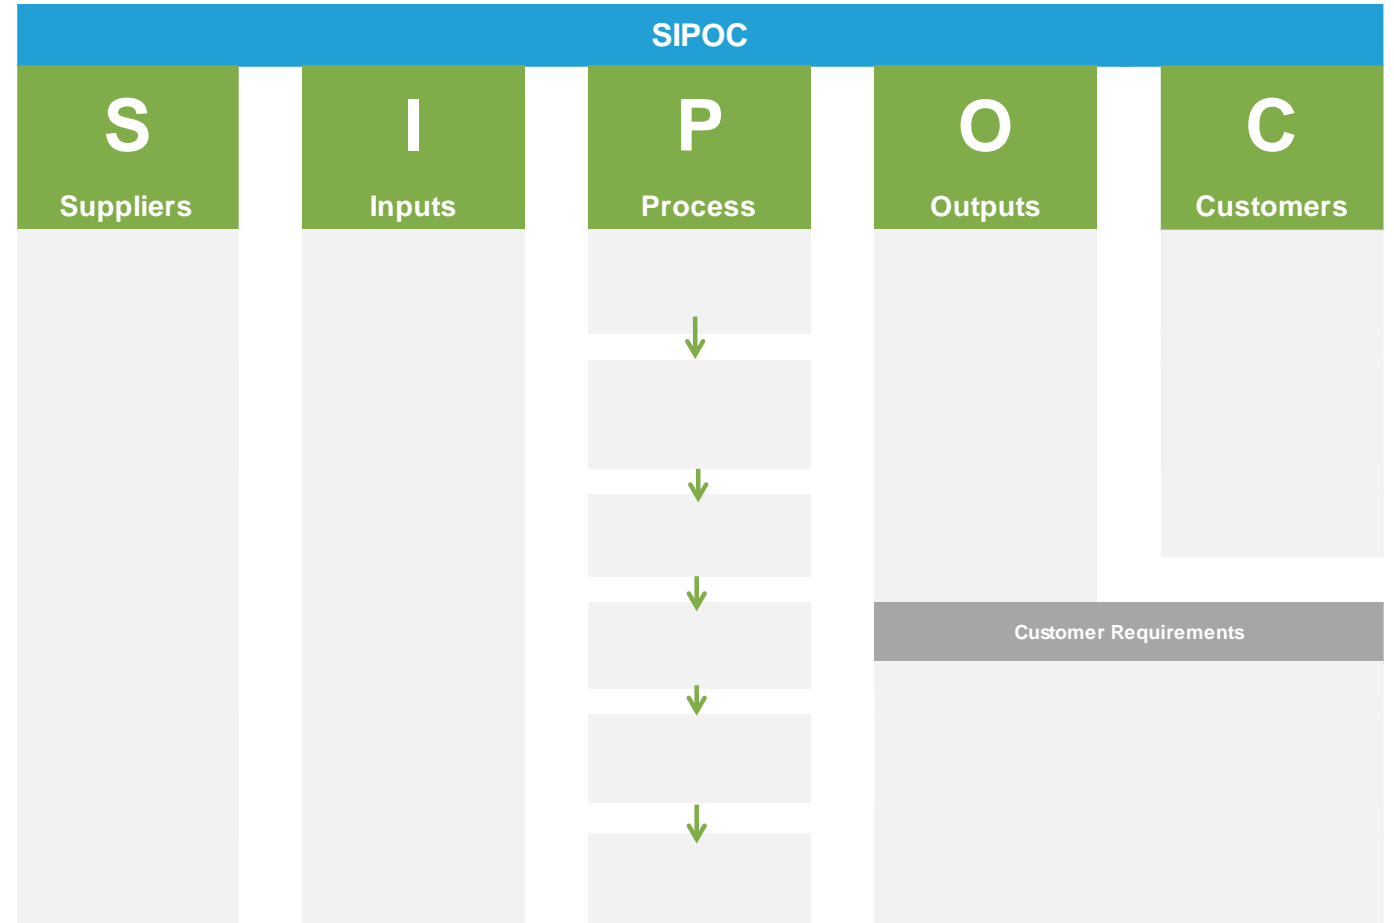 SIPOC
S
Suppliers
I
Inputs
P
Process
O
Outputs
C
Customers
Customer Requirements